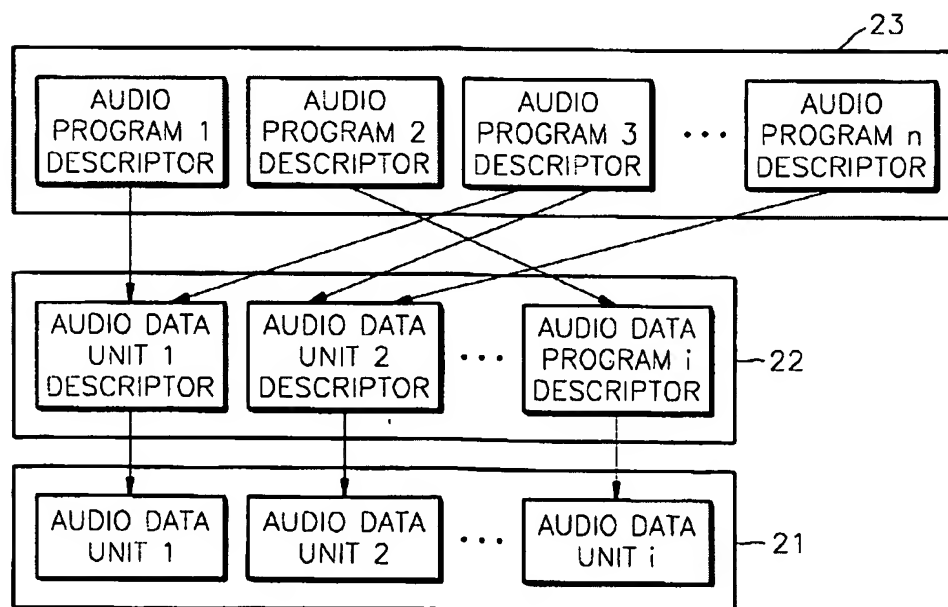 23
AUDIO
PROGRAM 1
DESCRIPTOR
AUDIO
PROGRAM 2
DESCRIPTOR
AUDIO
PROGRAM 3
DESCRIPTOR
...
AUDIO
PROGRAM n
DESCRIPTOR
AUDIO DATA
UNIT 1
DESCRIPTOR
AUDIO DATA
UNIT 2
DESCRIPTOR
...
AUDIO DATA
PROGRAM i
DESCRIPTOR
22
AUDIO DATA
UNIT 1
AUDIO DATA
UNIT 2
...
AUDIO DATA
UNIT i
21